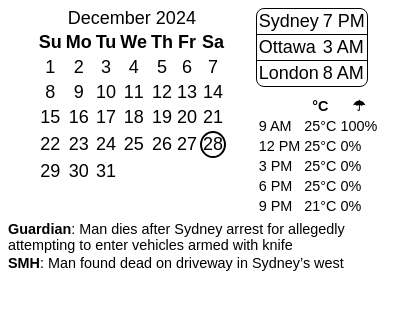 December 2024
Su Mo Tu We Th Fr Sa
1 2 3 4 5 6 7
8 9 10 11 12 13 14
15 16 17 18 19 20 21
22 23 24 25 26 27 28
29 30 31
Sydney 7 PM
Ottawa 3 AM
London 8 AM
°C ☂
9 AM 25°C 100%
12 PM 25°C 0%
3 PM 25°C 0%
6 PM 25°C 0%
9 PM 21°C 0%
Guardian: Man dies after Sydney arrest for allegedly
attempting to enter vehicles armed with knife
SMH: Man found dead on driveway in Sydney’s west